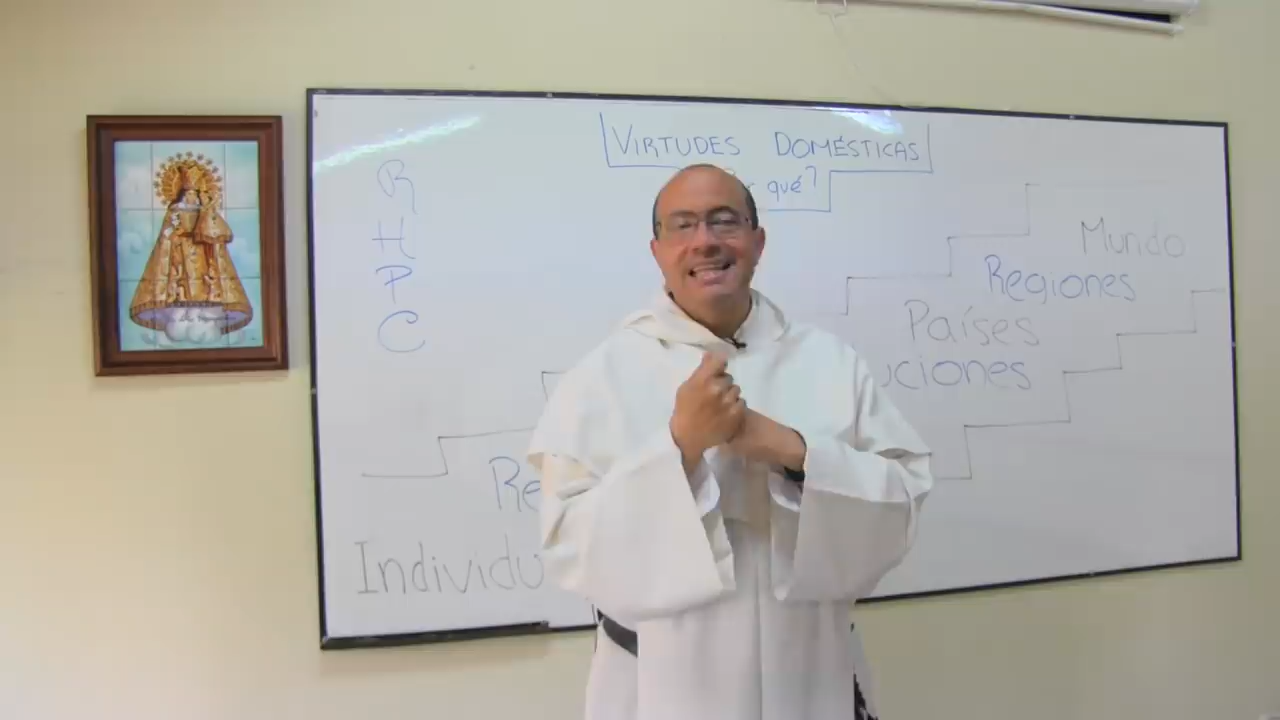 VIRTUDES DOMÉSTICAS
qué?
R
H
P
C
Mundo
Regiones
Países
uciones
Re
Individu